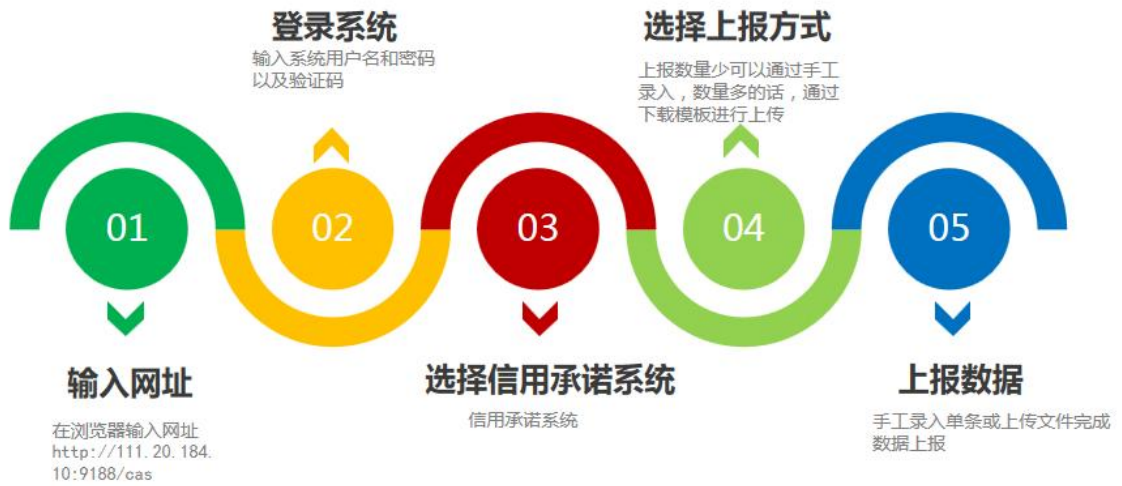 登录系统
输入系统用户名和密码
以及验证码
选择上报方式
上报数量少可以通过手工
录入，数量多的话，通过
下载模板进行上传
01
02
03
04
05
输入网址
在浏览器输入网址
http://111.20.184.
10:9188/cas
选择信用承诺系统
信用承诺系统
上报数据
手工录入单条或上传文件完成
数据上报